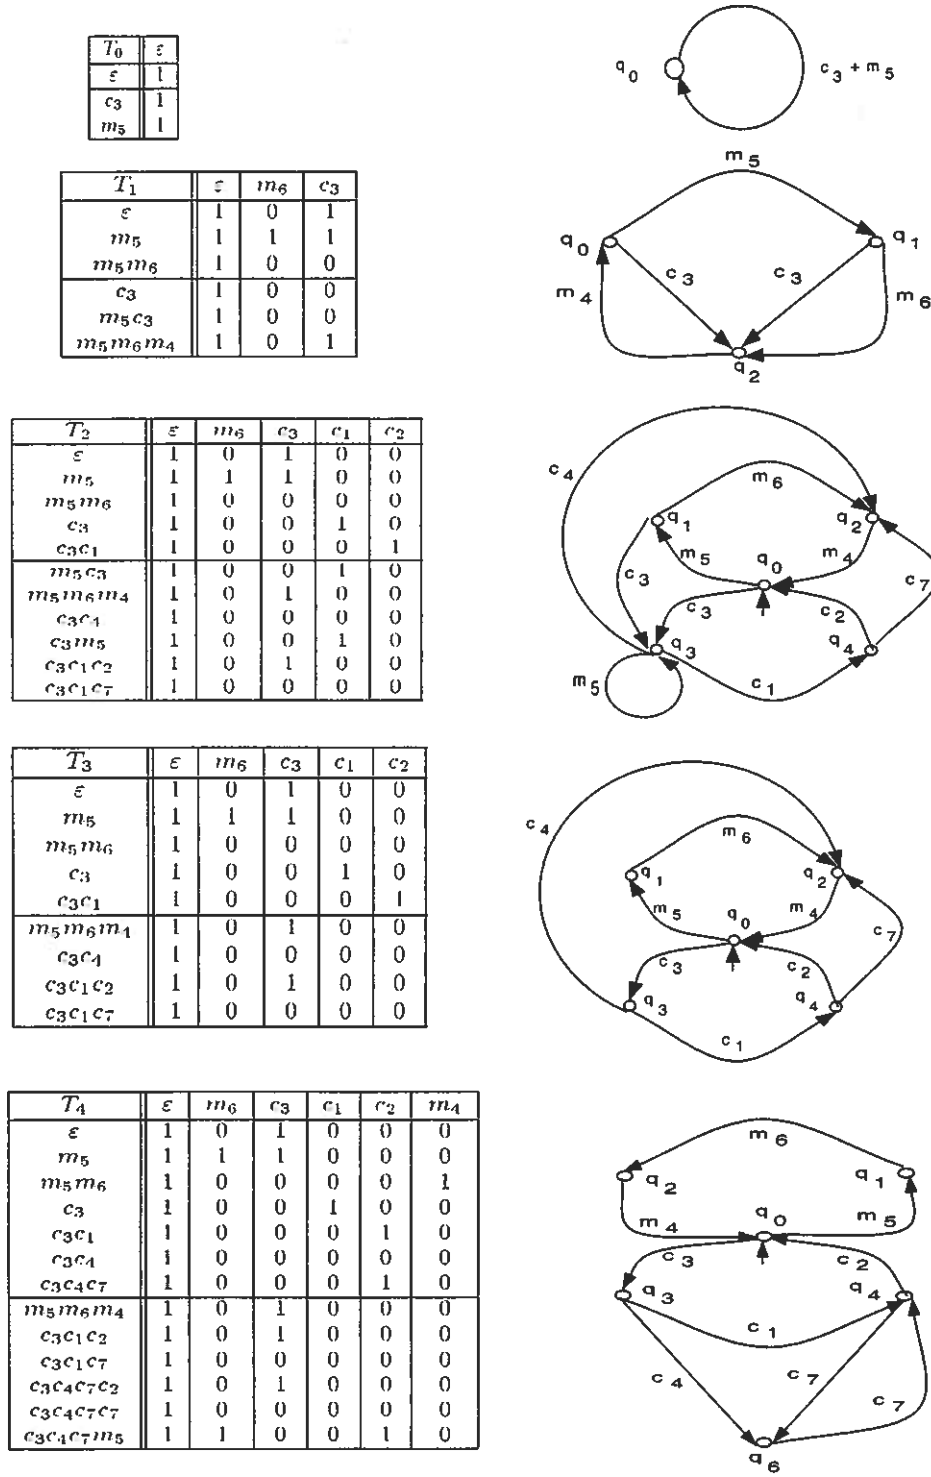 T₀ ε
ε 1
c₃ 1
m₅ 1
q₀ c₃ + m₅
T₁ ε m₆ c₃
ε 1 0 1
m₅ 1 1 1
m₅m₆ 1 0 0
c₃ 1 0 0
m₅c₃ 1 0 0
m₅m₆m₄ 1 0 1
m₅
q₀ q₁
c₃ c₃
m₄ m₆
q₂
T₂ ε m₆ c₃ c₁ c₂
ε 1 0 1 0 0
m₅ 1 1 1 0 0
m₅m₆ 1 0 0 0 0
c₃ 1 0 0 1 0
c₃c₁ 1 0 0 0 1
m₅c₃ 1 0 0 1 0
m₅m₆m₄ 1 0 1 0 0
c₃c₄ 1 0 0 0 0
c₃m₅ 1 0 0 1 0
c₃c₁c₂ 1 0 1 0 0
c₃c₁c₇ 1 0 0 0 0
c₄
m₆
q₁ q₂
m₅ q₀ m₄
c₃ c₇
c₃ c₂
q₃ q₄
m₅ c₁
T₃ ε m₆ c₃ c₁ c₂
ε 1 0 1 0 0
m₅ 1 1 1 0 0
m₅m₆ 1 0 0 0 0
c₃ 1 0 0 1 0
c₃c₁ 1 0 0 0 1
m₅m₆m₄ 1 0 1 0 0
c₃c₄ 1 0 0 0 0
c₃c₁c₂ 1 0 1 0 0
c₃c₁c₇ 1 0 0 0 0
c₄ m₆
q₁ q₂
m₅ q₀ m₄
c₇
c₃ c₂
q₃ q₄
c₁
T₄ ε m₆ c₃ c₁ c₂ m₄
ε 1 0 1 0 0 0
m₅ 1 1 1 0 0 0
m₅m₆ 1 0 0 0 0 1
c₃ 1 0 0 1 0 0
c₃c₁ 1 0 0 0 1 0
c₃c₄ 1 0 0 0 0 0
c₃c₄c₇ 1 0 0 0 1 0
m₅m₆m₄ 1 0 1 0 0 0
c₃c₁c₂ 1 0 1 0 0 0
c₃c₁c₇ 1 0 0 0 0 0
c₃c₄c₇c₂ 1 0 1 0 0 0
c₃c₄c₇c₇ 1 0 0 0 0 0
c₃c₄c₇m₅ 1 1 0 0 1 0
m₆
q₂ q₁
m₄ q₀ m₅
c₃ c₂
q₃ q₄
c₁
c₄ c₇ c₇
q₆